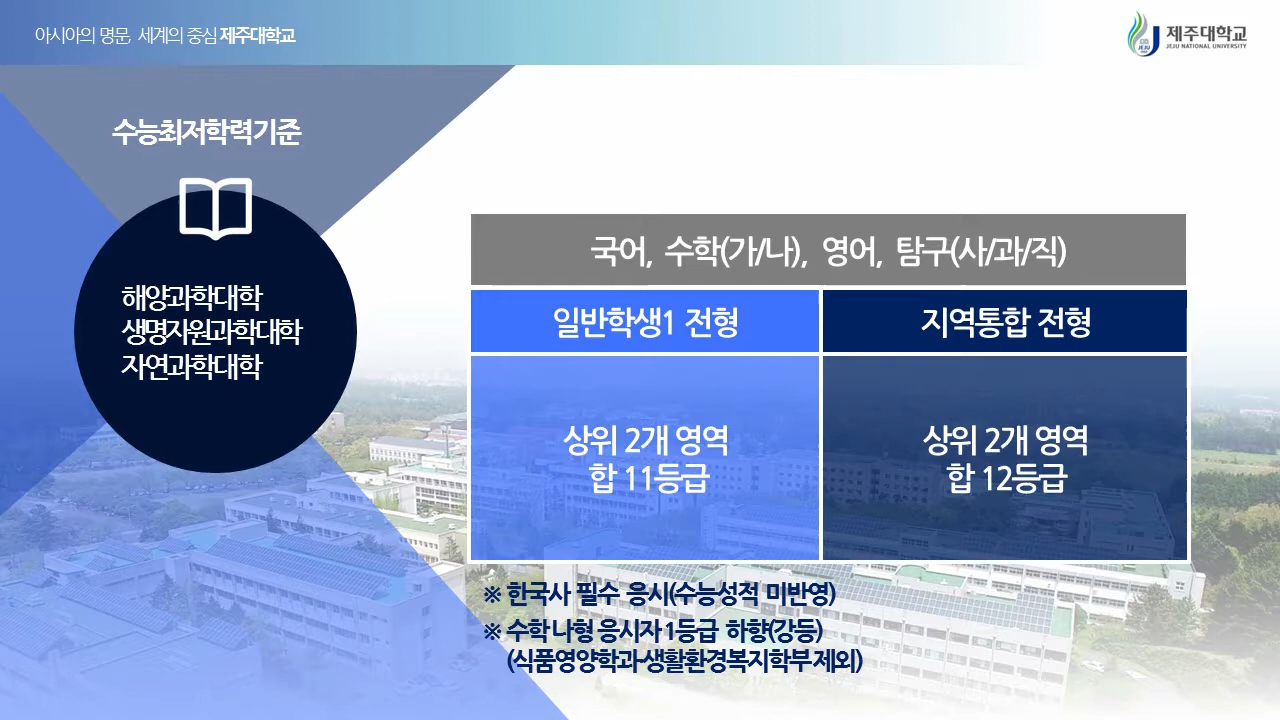 아시아의 명문, 세계의 중심 제주대학교
제주대학교
JEJU NATIONAL UNIVERSITY
수능최저학력기준
해양과학대학
생명자원과학대학
자연과학대학
국어, 수학(가/나), 영어, 탐구(사/과/직)
일반학생1 전형 지역통합 전형
상위 2개 영역 상위 2개 영역
합 11등급 합 12등급
※ 한국사 필수 응시(수능성적 미반영)
※ 수학 나형 응시자 1등급 하향(강등)
(식품영양학과·생활환경복지학부 제외)